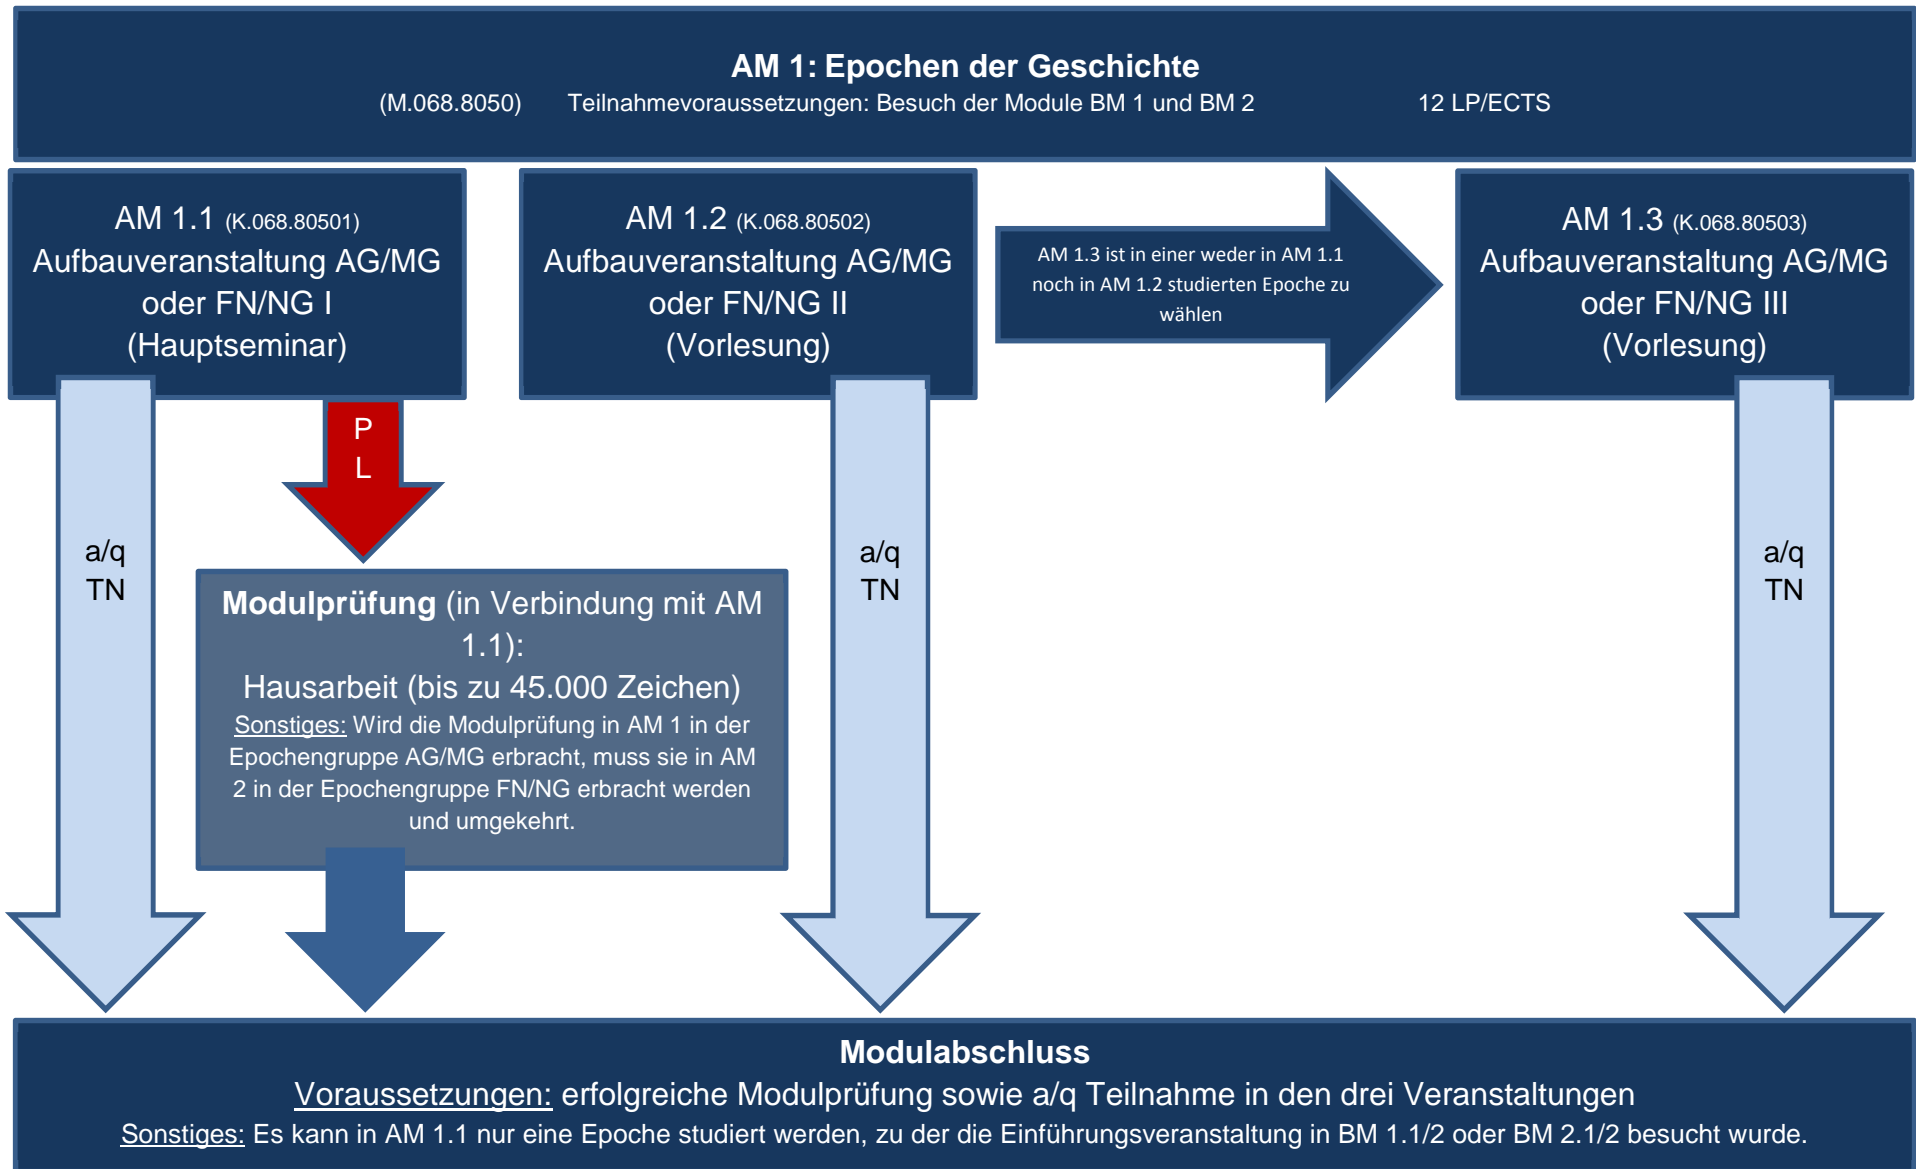 AM 1: Epochen der Geschichte
(M.068.8050) Teilnahmevoraussetzungen: Besuch der Module BM 1 und BM 2 12 LP/ECTS
AM 1.1 (K.068.80501)
Aufbauveranstaltung AG/MG
oder FN/NG I
(Hauptseminar)
AM 1.2 (K.068.80502)
Aufbauveranstaltung AG/MG
oder FN/NG II
(Vorlesung)
AM 1.3 ist in einer weder in AM 1.1
noch in AM 1.2 studierten Epoche zu
wählen
AM 1.3 (K.068.80503)
Aufbauveranstaltung AG/MG
oder FN/NG III
(Vorlesung)
P
L
a/q
TN
Modulprüfung (in Verbindung mit AM
1.1):
Hausarbeit (bis zu 45.000 Zeichen)
Sonstiges: Wird die Modulprüfung in AM 1 in der
Epochengruppe AG/MG erbracht, muss sie in AM
2 in der Epochengruppe FN/NG erbracht werden
und umgekehrt.
a/q
TN
a/q
TN
Modulabschluss
Voraussetzungen: erfolgreiche Modulprüfung sowie a/q Teilnahme in den drei Veranstaltungen
Sonstiges: Es kann in AM 1.1 nur eine Epoche studiert werden, zu der die Einführungsveranstaltung in BM 1.1/2 oder BM 2.1/2 besucht wurde.